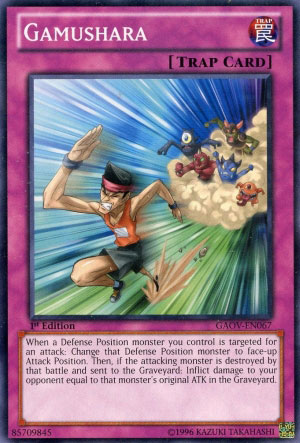 GAMUSHARA
TRAP
罠
[TRAP CARD]
1st Edition
GAOV-EN067
When a Defense Position monster you control is targeted for
an attack: Change that Defense Position monster to face-up
Attack Position. Then, if the attacking monster is destroyed by
that battle and sent to the Graveyard: Inflict damage to your
opponent equal to that monster's original ATK in the Graveyard.
85709845
©1996 KAZUKI TAKAHASHI